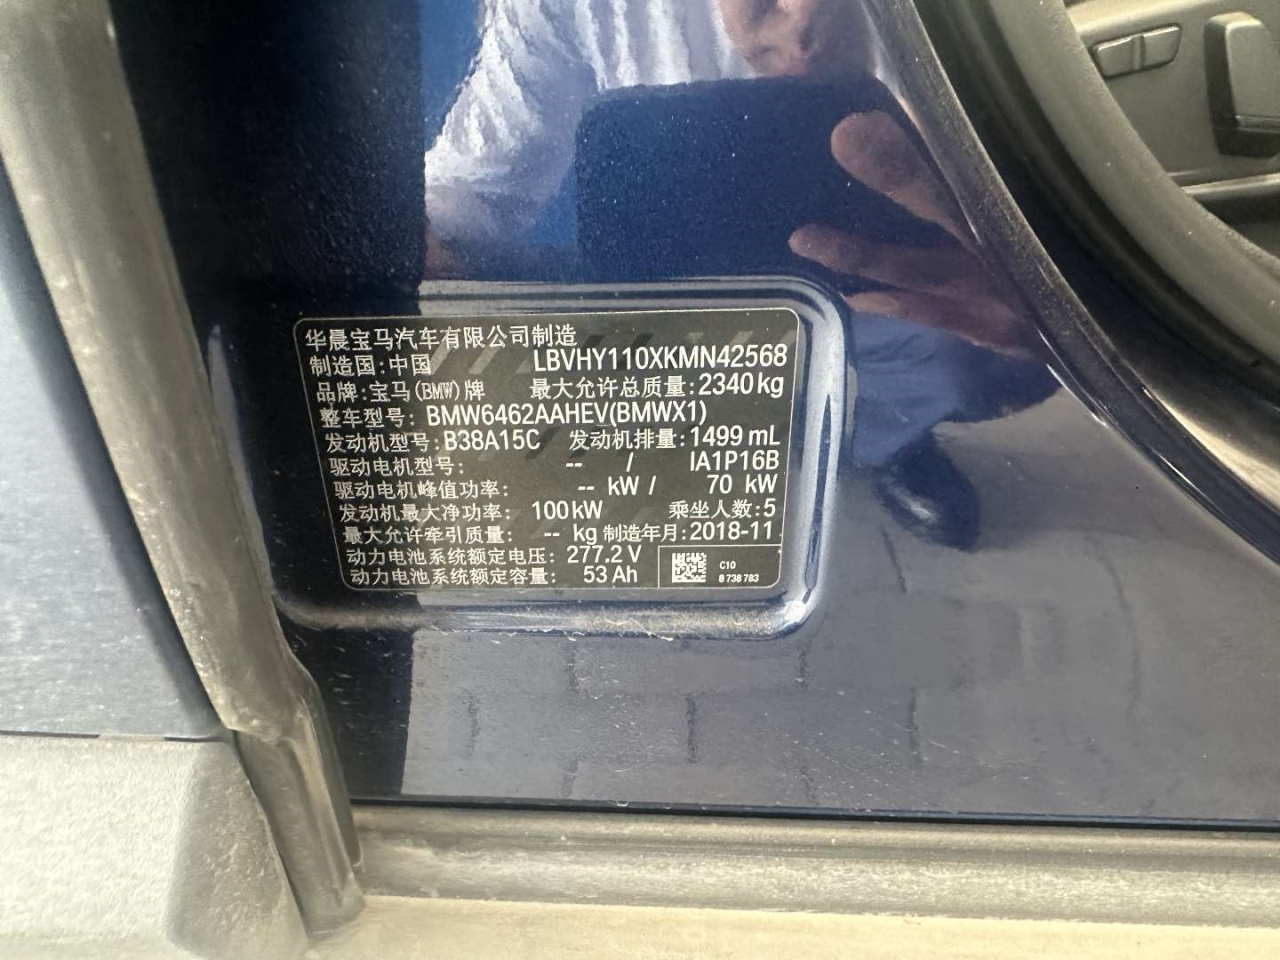 华晨宝马汽车有限公司制造
制造国:中国 LBVHY110XKMN42568
品牌:宝马(BMW)牌 最大允许总质量:2340kg
整车型号: BMW6462AAHEV(BMWX1)
发动机型号:B38A15C 发动机排量:1499 mL
驱动电机型号: -- / IA1P16B
驱动电机峰值功率: -- kW / 70 kW
发动机最大净功率: 100kW 乘坐人数:5
最大允许牵引质量: -- kg 制造年月:2018-11
动力电池系统额定电压: 277.2 V
动力电池系统额定容量: 53 Ah
C10
8 738 783